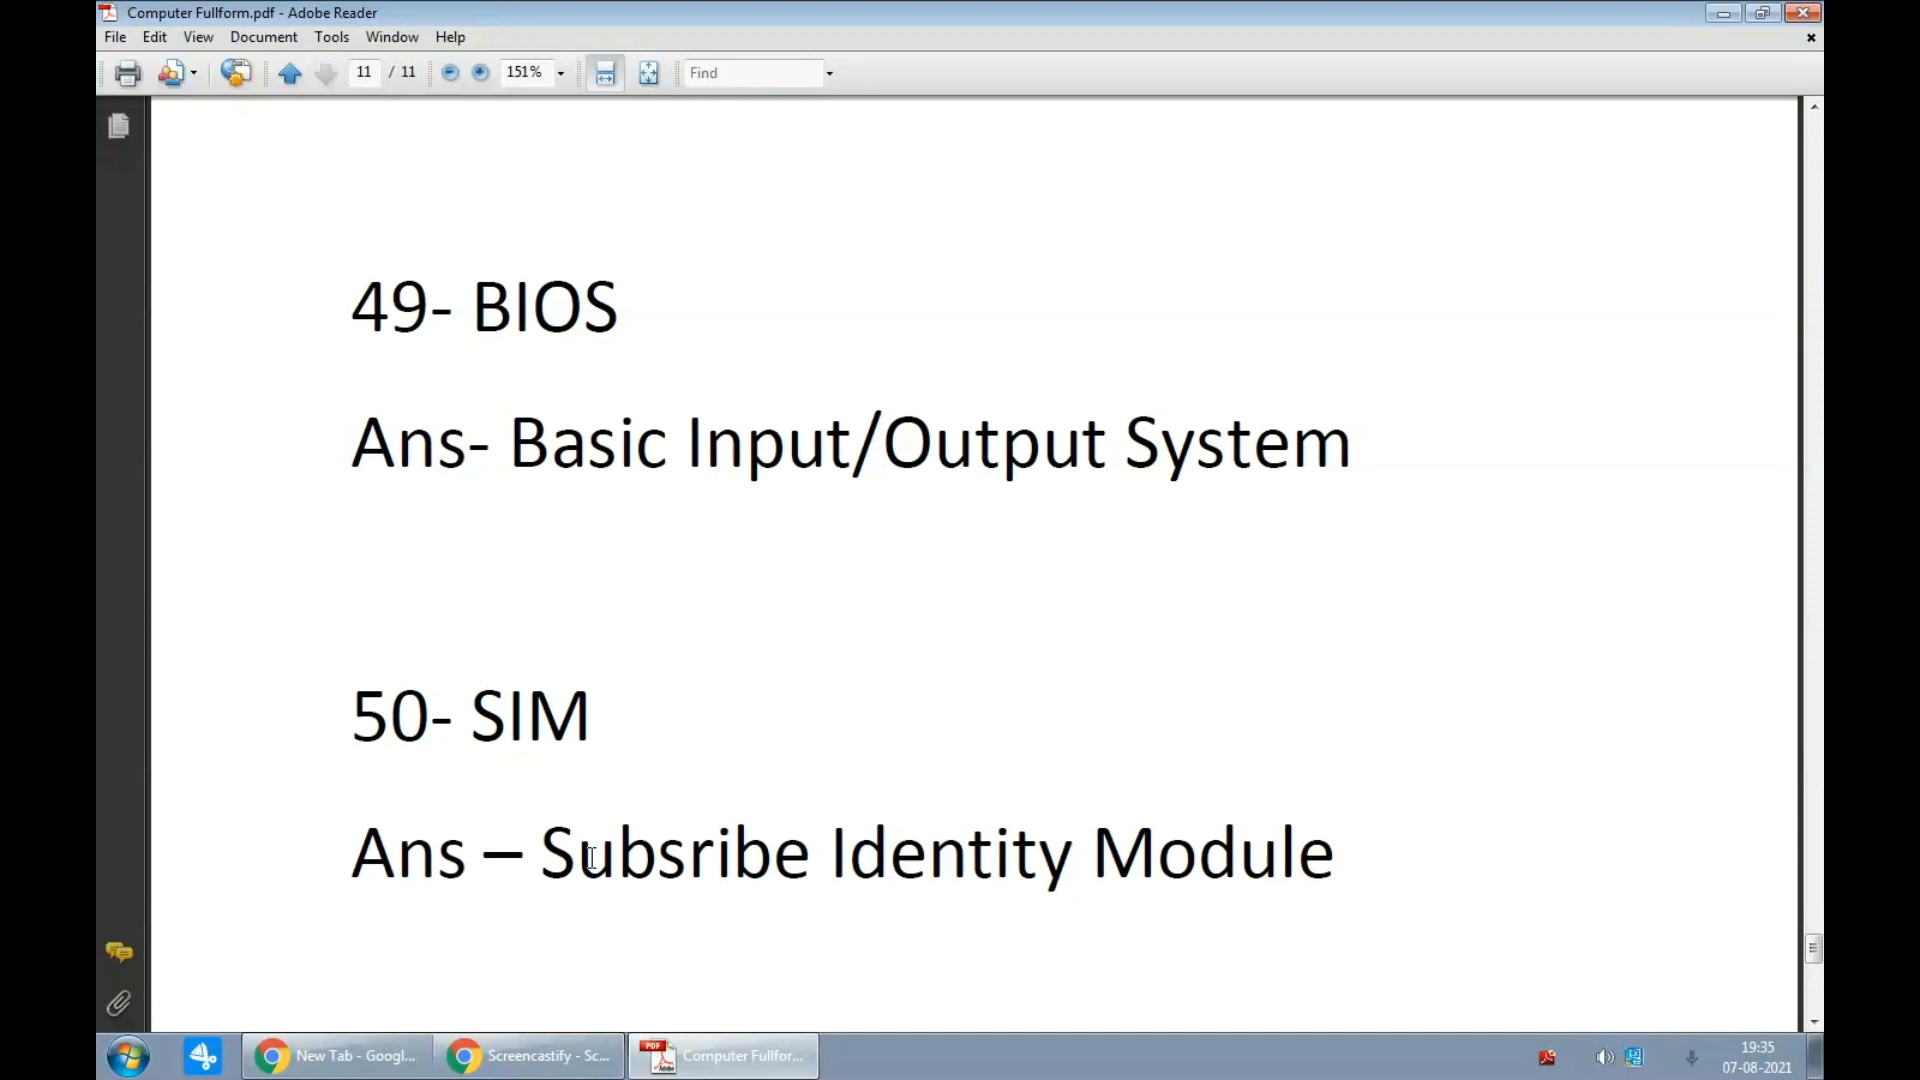 Computer Fullform.pdf - Adobe Reader
File Edit View Document Tools Window Help
11 / 11 151% Find
49- BIOS
Ans- Basic Input/Output System
50- SIM
Ans – Subsribe Identity Module
New Tab - Googl... Screencastify - Sc... PDF Adobe Computer Fullfor... 19:35
07-08-2021